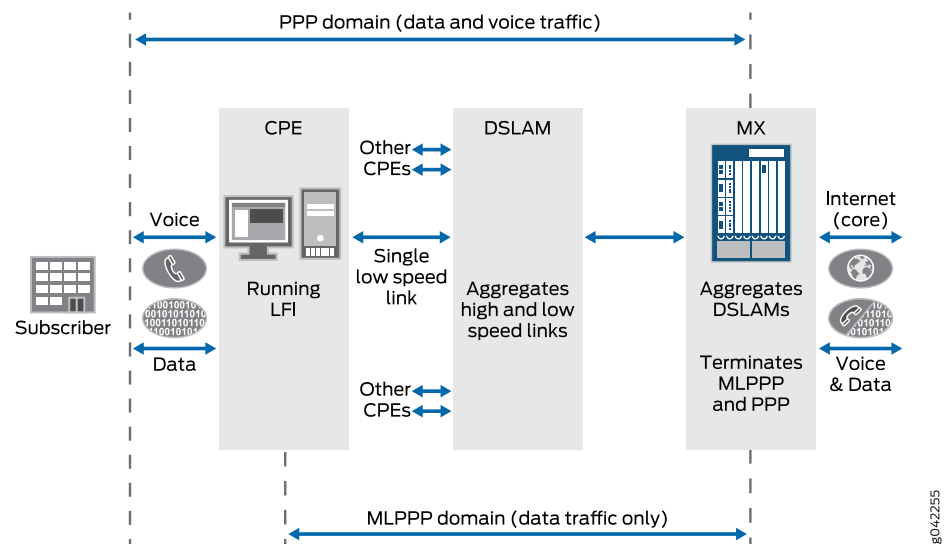 PPP domain (data and voice traffic)
CPE
DSLAM
MX
Other
CPEs
Voice
Internet
(core)
Single
low speed
link
Running
LFI
Aggregates
high and low
speed links
Aggregates
DSLAMs
Subscriber
Data
Terminates
MLPPP
and PPP
Voice
& Data
Other
CPEs
MLPPP domain (data traffic only)
g042255